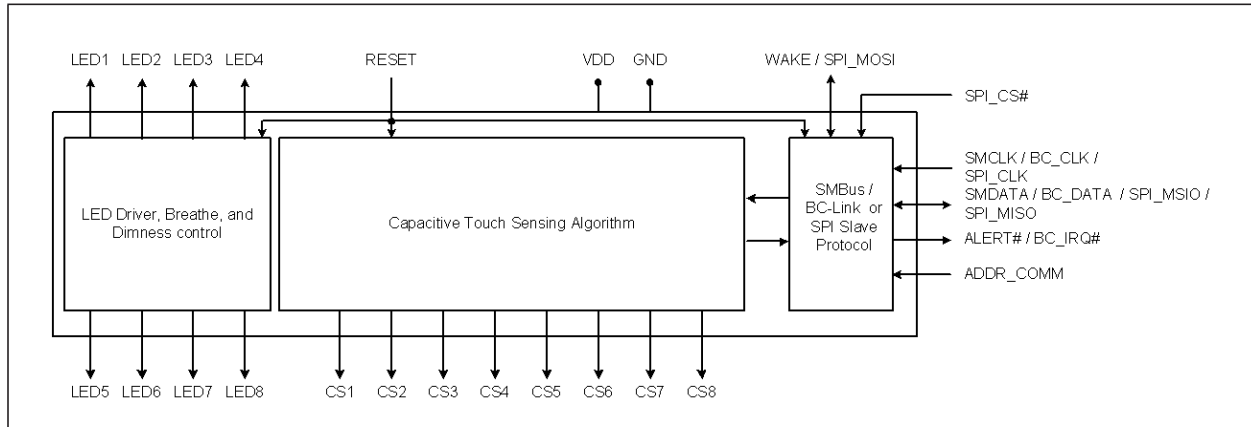 LED1 LED2 LED3 LED4 RESET VDD GND WAKE / SPI_MOSI
SPI_CS#
SMCLK / BC_CLK /
SPI_CLK
SMDATA / BC_DATA / SPI_MSIO /
SPI_MISO
ALERT# / BC_IRQ#
ADDR_COMM
LED Driver, Breathe, and
Dimness control
Capacitive Touch Sensing Algorithm
SMBus /
BC-Link or
SPI Slave
Protocol
LED5 LED6 LED7 LED8 CS1 CS2 CS3 CS4 CS5 CS6 CS7 CS8